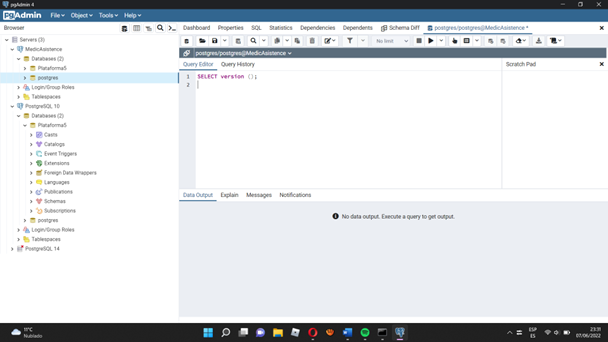 pgAdmin 4
pgAdmin File Object Tools Help
Browser
Dashboard Properties SQL Statistics Dependencies Dependents Schema Diff postgres/postgres@MedicAsistence *
Servers (3)
MedicAsistence
Databases (2)
Plataforma5
postgres
Login/Group Roles
Tablespaces
PostgreSQL 10
Databases (2)
Plataforma5
Casts
Catalogs
Event Triggers
Extensions
Foreign Data Wrappers
Languages
Publications
Schemas
Subscriptions
postgres
Login/Group Roles
Tablespaces
PostgreSQL 14
No limit
postgres/postgres@MedicAsistence
Query Editor Query History
Scratch Pad
1 SELECT version ();
2
Data Output Explain Messages Notifications
No data output. Execute a query to get output.
11°C
Nublado
ESP
ES
23:31
07/06/2022